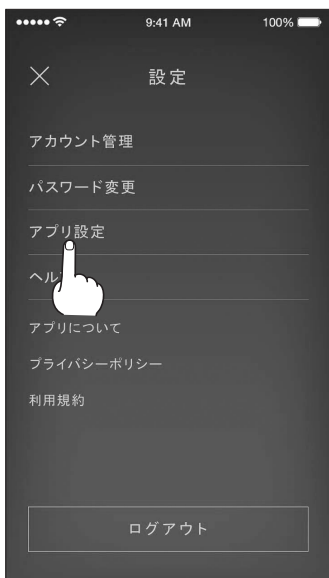 9:41 AM
100%
設定
アカウント管理
パスワード変更
アプリ設定
ヘル
アプリについて
プライバシーポリシー
利用規約
ログアウト